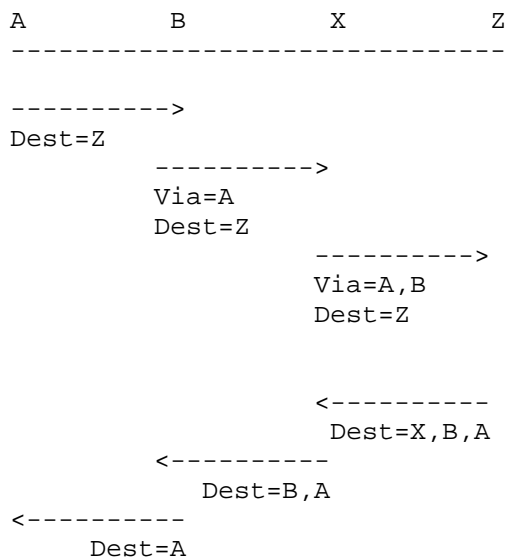 A B X Z
-------------------------------
---------->
Dest=Z
---------->
Via=A
Dest=Z
---------->
Via=A,B
Dest=Z
<----------
Dest=X,B,A
<----------
Dest=B,A
<----------
Dest=A